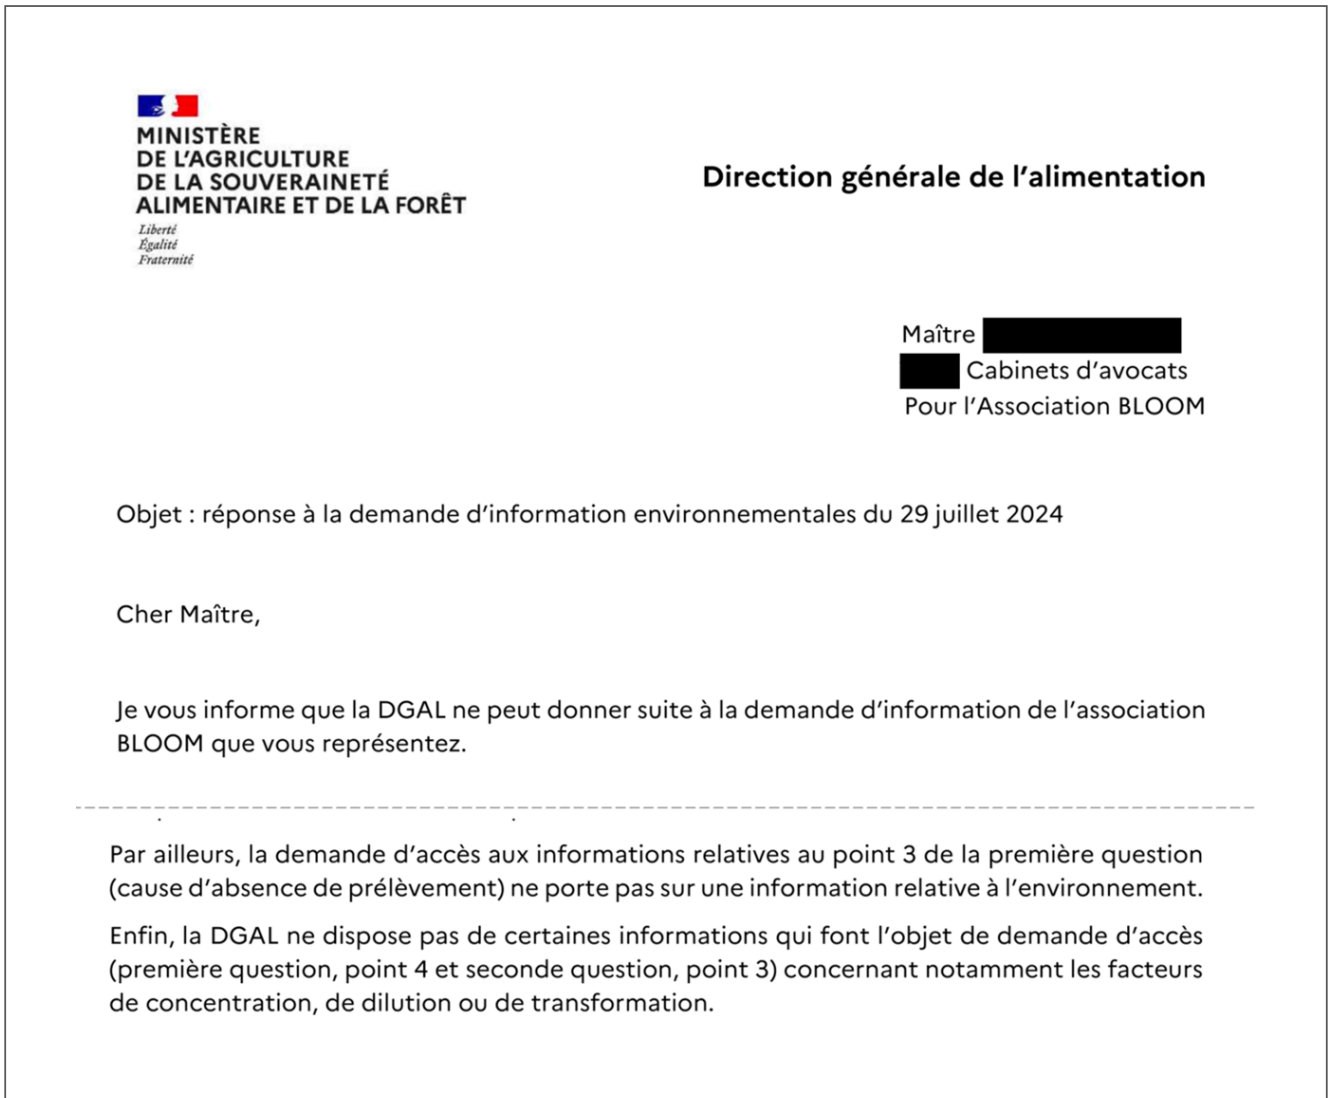 MINISTÈRE
DE L'AGRICULTURE
DE LA SOUVERAINETÉ
ALIMENTAIRE ET DE LA FORÊT
Liberté
Égalité
Fraternité
Direction générale de l'alimentation
Maître
Cabinets d'avocats
Pour l'Association BLOOM
Objet : réponse à la demande d'information environnementales du 29 juillet 2024
Cher Maître,
Je vous informe que la DGAL ne peut donner suite à la demande d'information de l'association
BLOOM que vous représentez.
Par ailleurs, la demande d'accès aux informations relatives au point 3 de la première question
(cause d'absence de prélèvement) ne porte pas sur une information relative à l'environnement.
Enfin, la DGAL ne dispose pas de certaines informations qui font l'objet de demande d'accès
(première question, point 4 et seconde question, point 3) concernant notamment les facteurs
de concentration, de dilution ou de transformation.